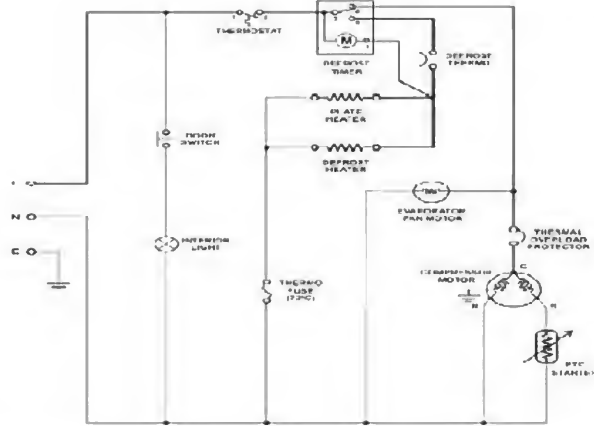 THERMOSTAT
DEFROST
TIMER
M
DEFROST
THERMO
PLATE
HEATER
DOOR
SWITCH
DEFROST
HEATER
L
N
EVAPORATOR
FAN MOTOR
THERMAL
OVERLOAD
PROTECTOR
INTERIOR
LIGHT
C
COMPRESSOR
MOTOR
THERMO
FUSE
R
S
PTC
STARTER